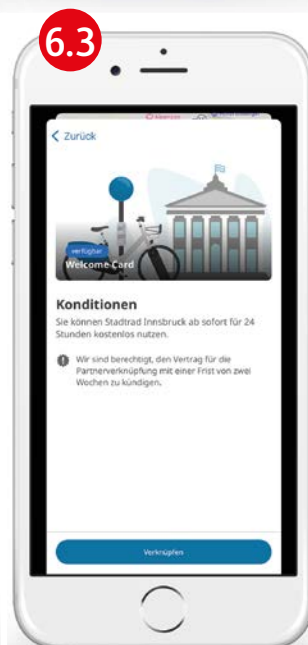 6.3
Zurück
verfügbar
Welcome Card
Konditionen
Sie können Stadtrad Innsbruck ab sofort für 24
Stunden kostenlos nutzen.
Wir sind berechtigt, den Vertrag für die
Partnerverknüpfung mit einer Frist von zwei
Wochen zu kündigen.
Verknüpfen